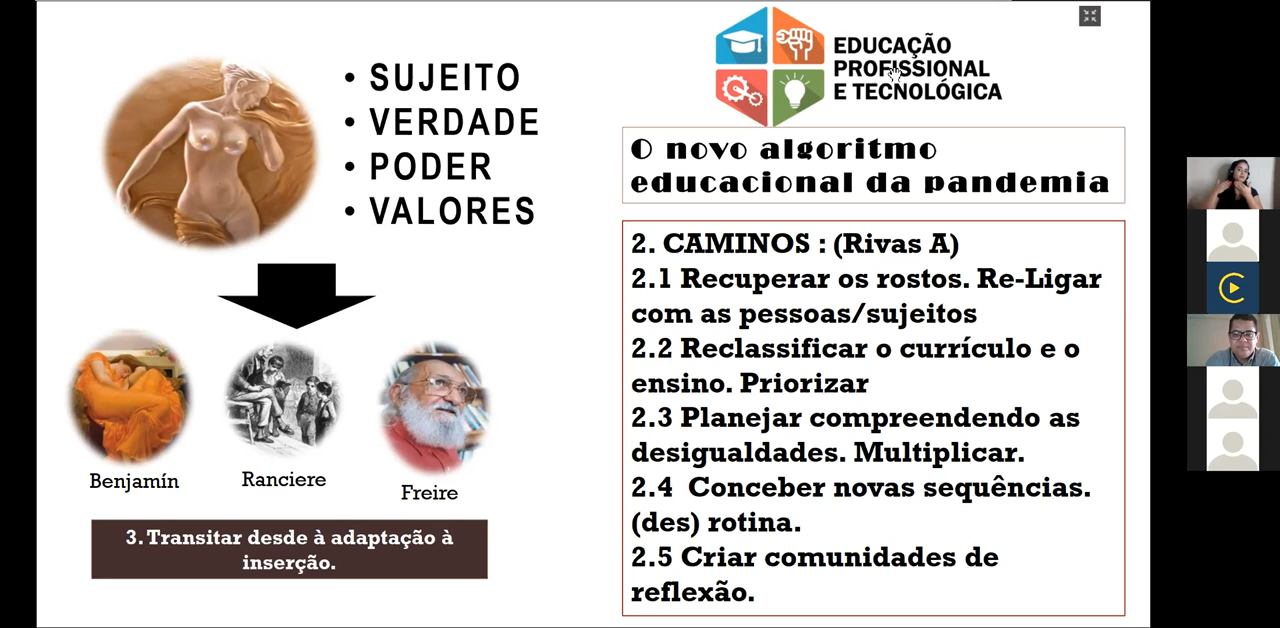 • SUJEITO
• VERDADE
• PODER
• VALORES
Benjamín
Ranciere
Freire
3. Transitar desde à adaptação à
inserção.
EDUCAÇÃO
PROFISSIONAL
E TECNOLÓGICA
O novo algoritmo
educacional da pandemia
2. CAMINOS : (Rivas A)
2.1 Recuperar os rostos. Re-Ligar
com as pessoas/sujeitos
2.2 Reclassificar o currículo e o
ensino. Priorizar
2.3 Planejar compreendendo as
desigualdades. Multiplicar.
2.4 Conceber novas sequências.
(des) rotina.
2.5 Criar comunidades de
reflexão.